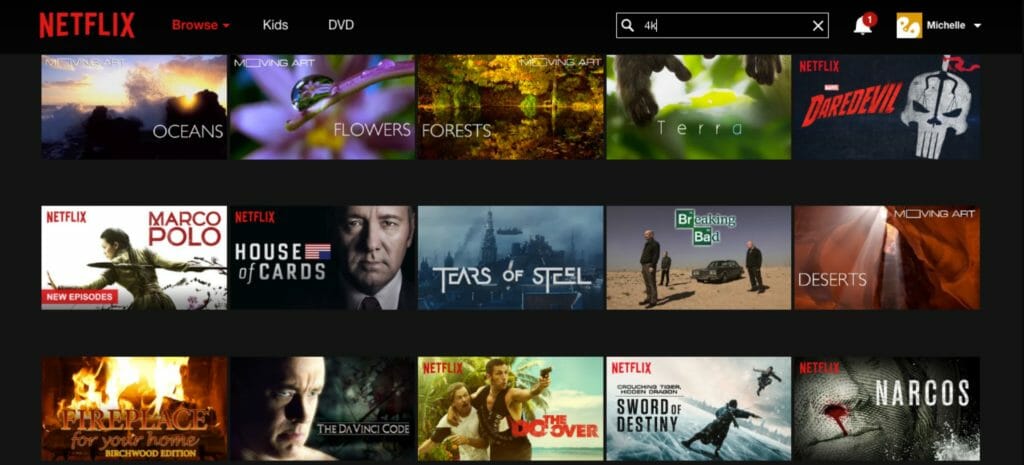 NETFLIX
Browse
Kids
DVD
4k
1
Michelle
MOVING ART
OCEANS
MOVING ART
FLOWERS
MOVING ART
FORESTS
Terra
NETFLIX
MARVEL
DAREDEVIL
NETFLIX
MARCO
POLO
NEW EPISODES
NETFLIX
HOUSE
of CARDS
TEARS OF STEEL
Breaking
Bad
MOVING ART
DESERTS
FIREPLACE
for your home
BIRCHWOOD EDITION
THE DA VINCI CODE
NETFLIX
THE
DO-OVER
NETFLIX
CROUCHING TIGER,
HIDDEN DRAGON
SWORD OF
DESTINY
NETFLIX
NARCOS